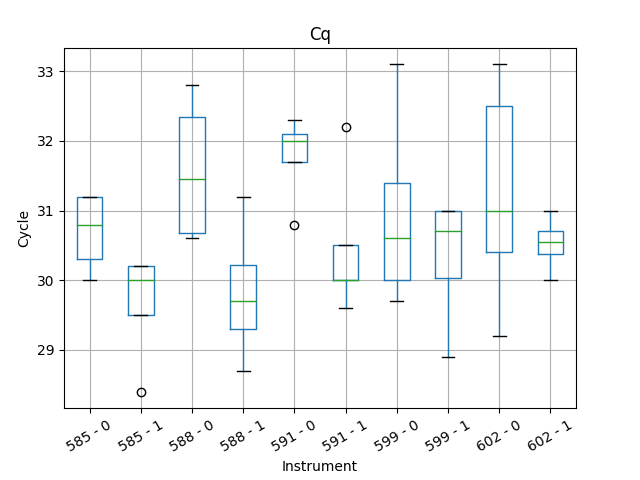 Cq
33
32
31
30
29
Cycle
585 - 0
585 - 1
588 - 0
588 - 1
591 - 0
591 - 1
599 - 0
599 - 1
602 - 0
602 - 1
Instrument